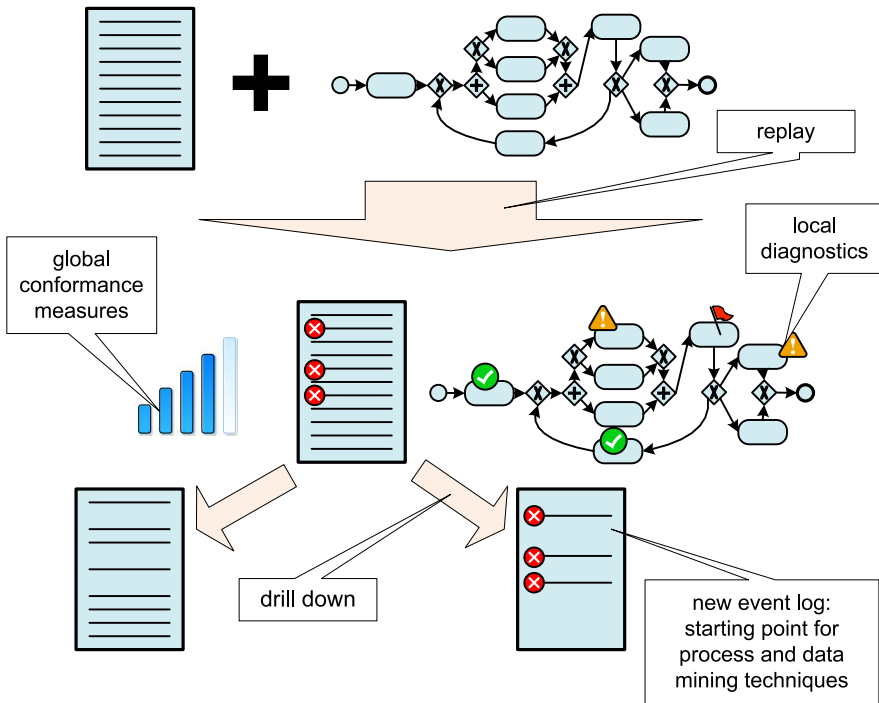 replay
local
diagnostics
global
conformance
measures
drill down
new event log:
starting point for
process and data
mining techniques